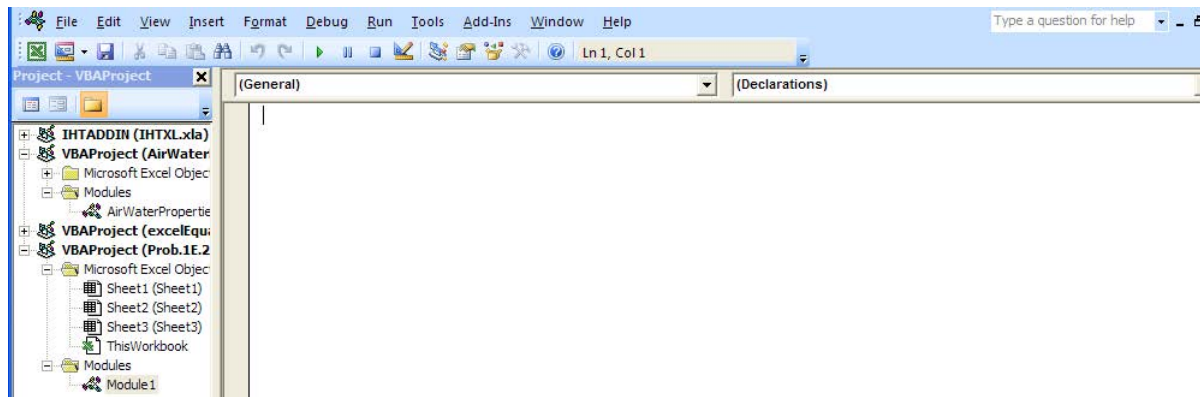 File Edit View Insert Format Debug Run Tools Add-Ins Window Help Type a question for help
Ln 1, Col 1
Project - VBAProject
(General) (Declarations)
IHTADDIN (IHTXL.xla)
VBAProject (AirWater
Microsoft Excel Objec
Modules
AirWaterPropertie
VBAProject (excelEqua
VBAProject (Prob.1E.2
Microsoft Excel Objec
Sheet1 (Sheet1)
Sheet2 (Sheet2)
Sheet3 (Sheet3)
ThisWorkbook
Modules
Module1